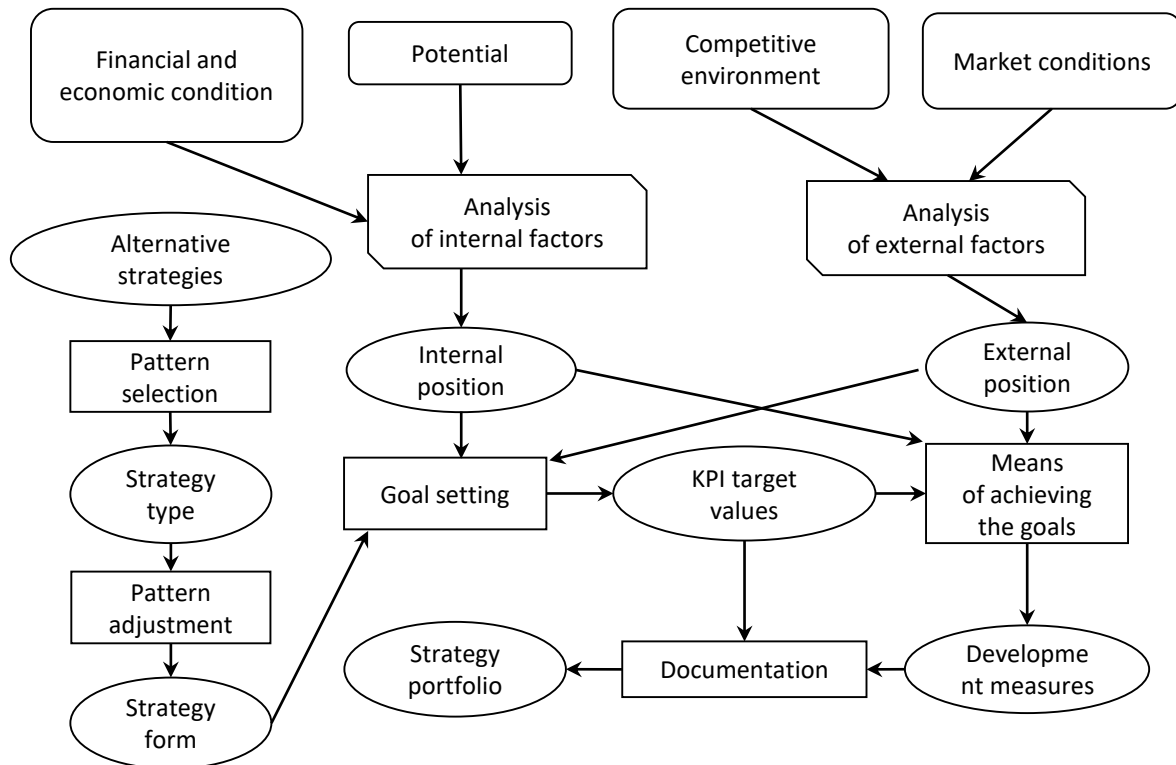 Financial and
economic condition
Potential
Competitive
environment
Market conditions
Analysis
of internal factors
Analysis
of external factors
Alternative
strategies
Pattern
selection
Internal
position
External
position
Strategy
type
Goal setting
KPI target
values
Means
of achieving
the goals
Pattern
adjustment
Strategy
form
Strategy
portfolio
Documentation
Developme
nt measures